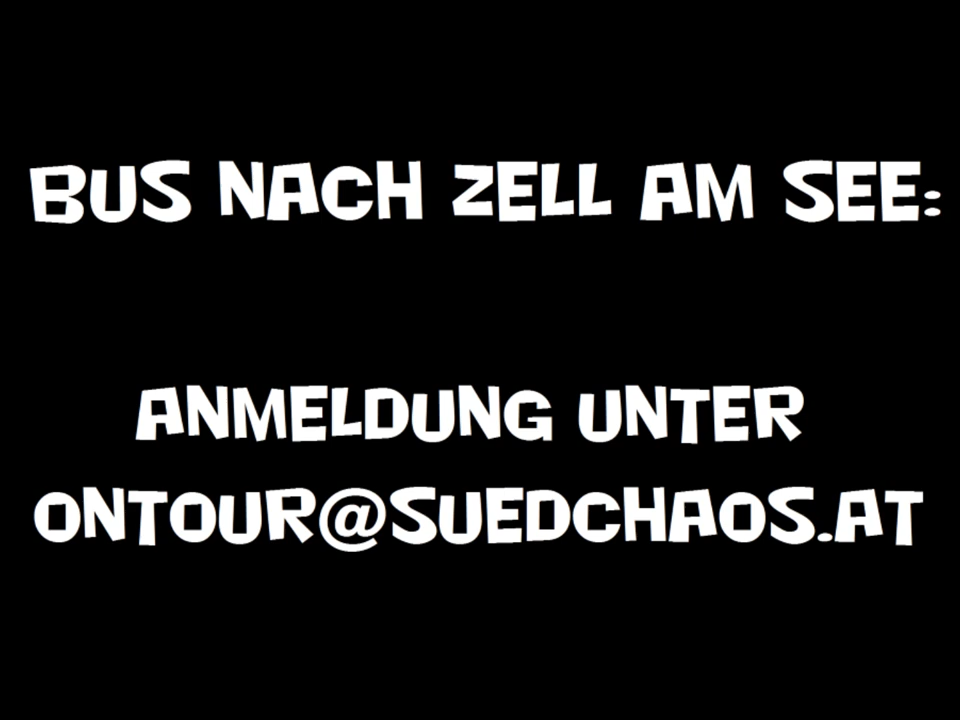 BUS NACH ZELL AM SEE:
ANMELDUNG UNTER
ONTOUR@SUEDCHAOS.AT